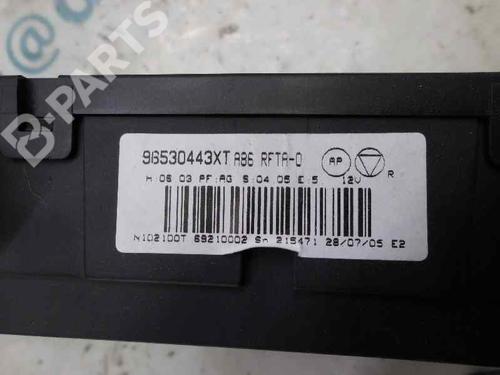 96530443XT A86 RFTA-0 AP
H 06 03 PF:AG S:04 05 E:5 12V R
N102100T 69210002 Sn 215471 28/07/05 E2
B-Parts